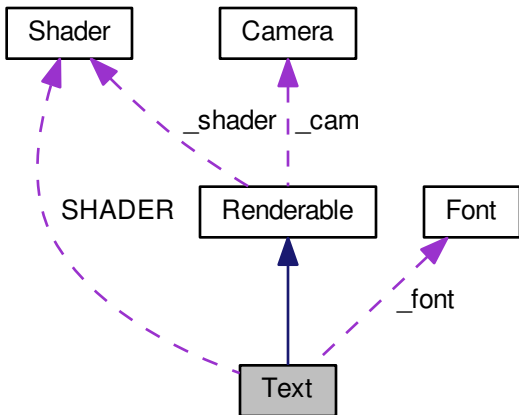 Shader
Camera
_shader
_cam
SHADER
Renderable
Font
_font
Text